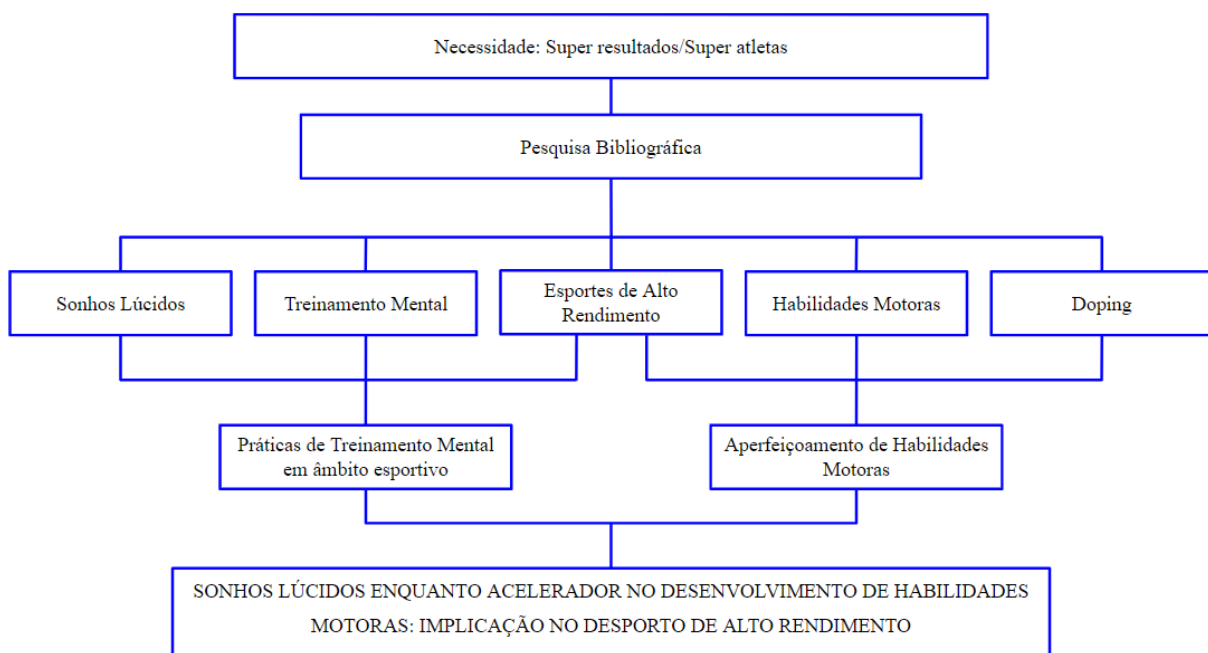 Necessidade: Super resultados/Super atletas
Pesquisa Bibliográfica
Sonhos Lúcidos
Treinamento Mental
Esportes de Alto
Rendimento
Habilidades Motoras
Doping
Práticas de Treinamento Mental
em âmbito esportivo
Aperfeiçoamento de Habilidades
Motoras
SONHOS LÚCIDOS ENQUANTO ACELERADOR NO DESENVOLVIMENTO DE HABILIDADES
MOTORAS: IMPLICAÇÃO NO DESPORTO DE ALTO RENDIMENTO